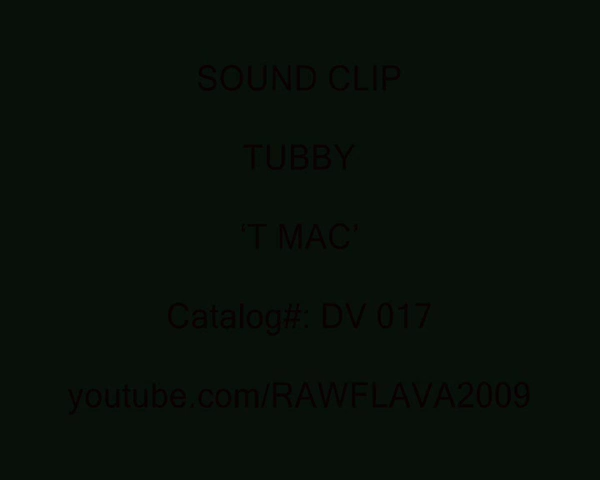 SOUND CLIP
TUBBY
'T MAC'
Catalog#: DV 017
youtube.com/RAWFLAVA2009